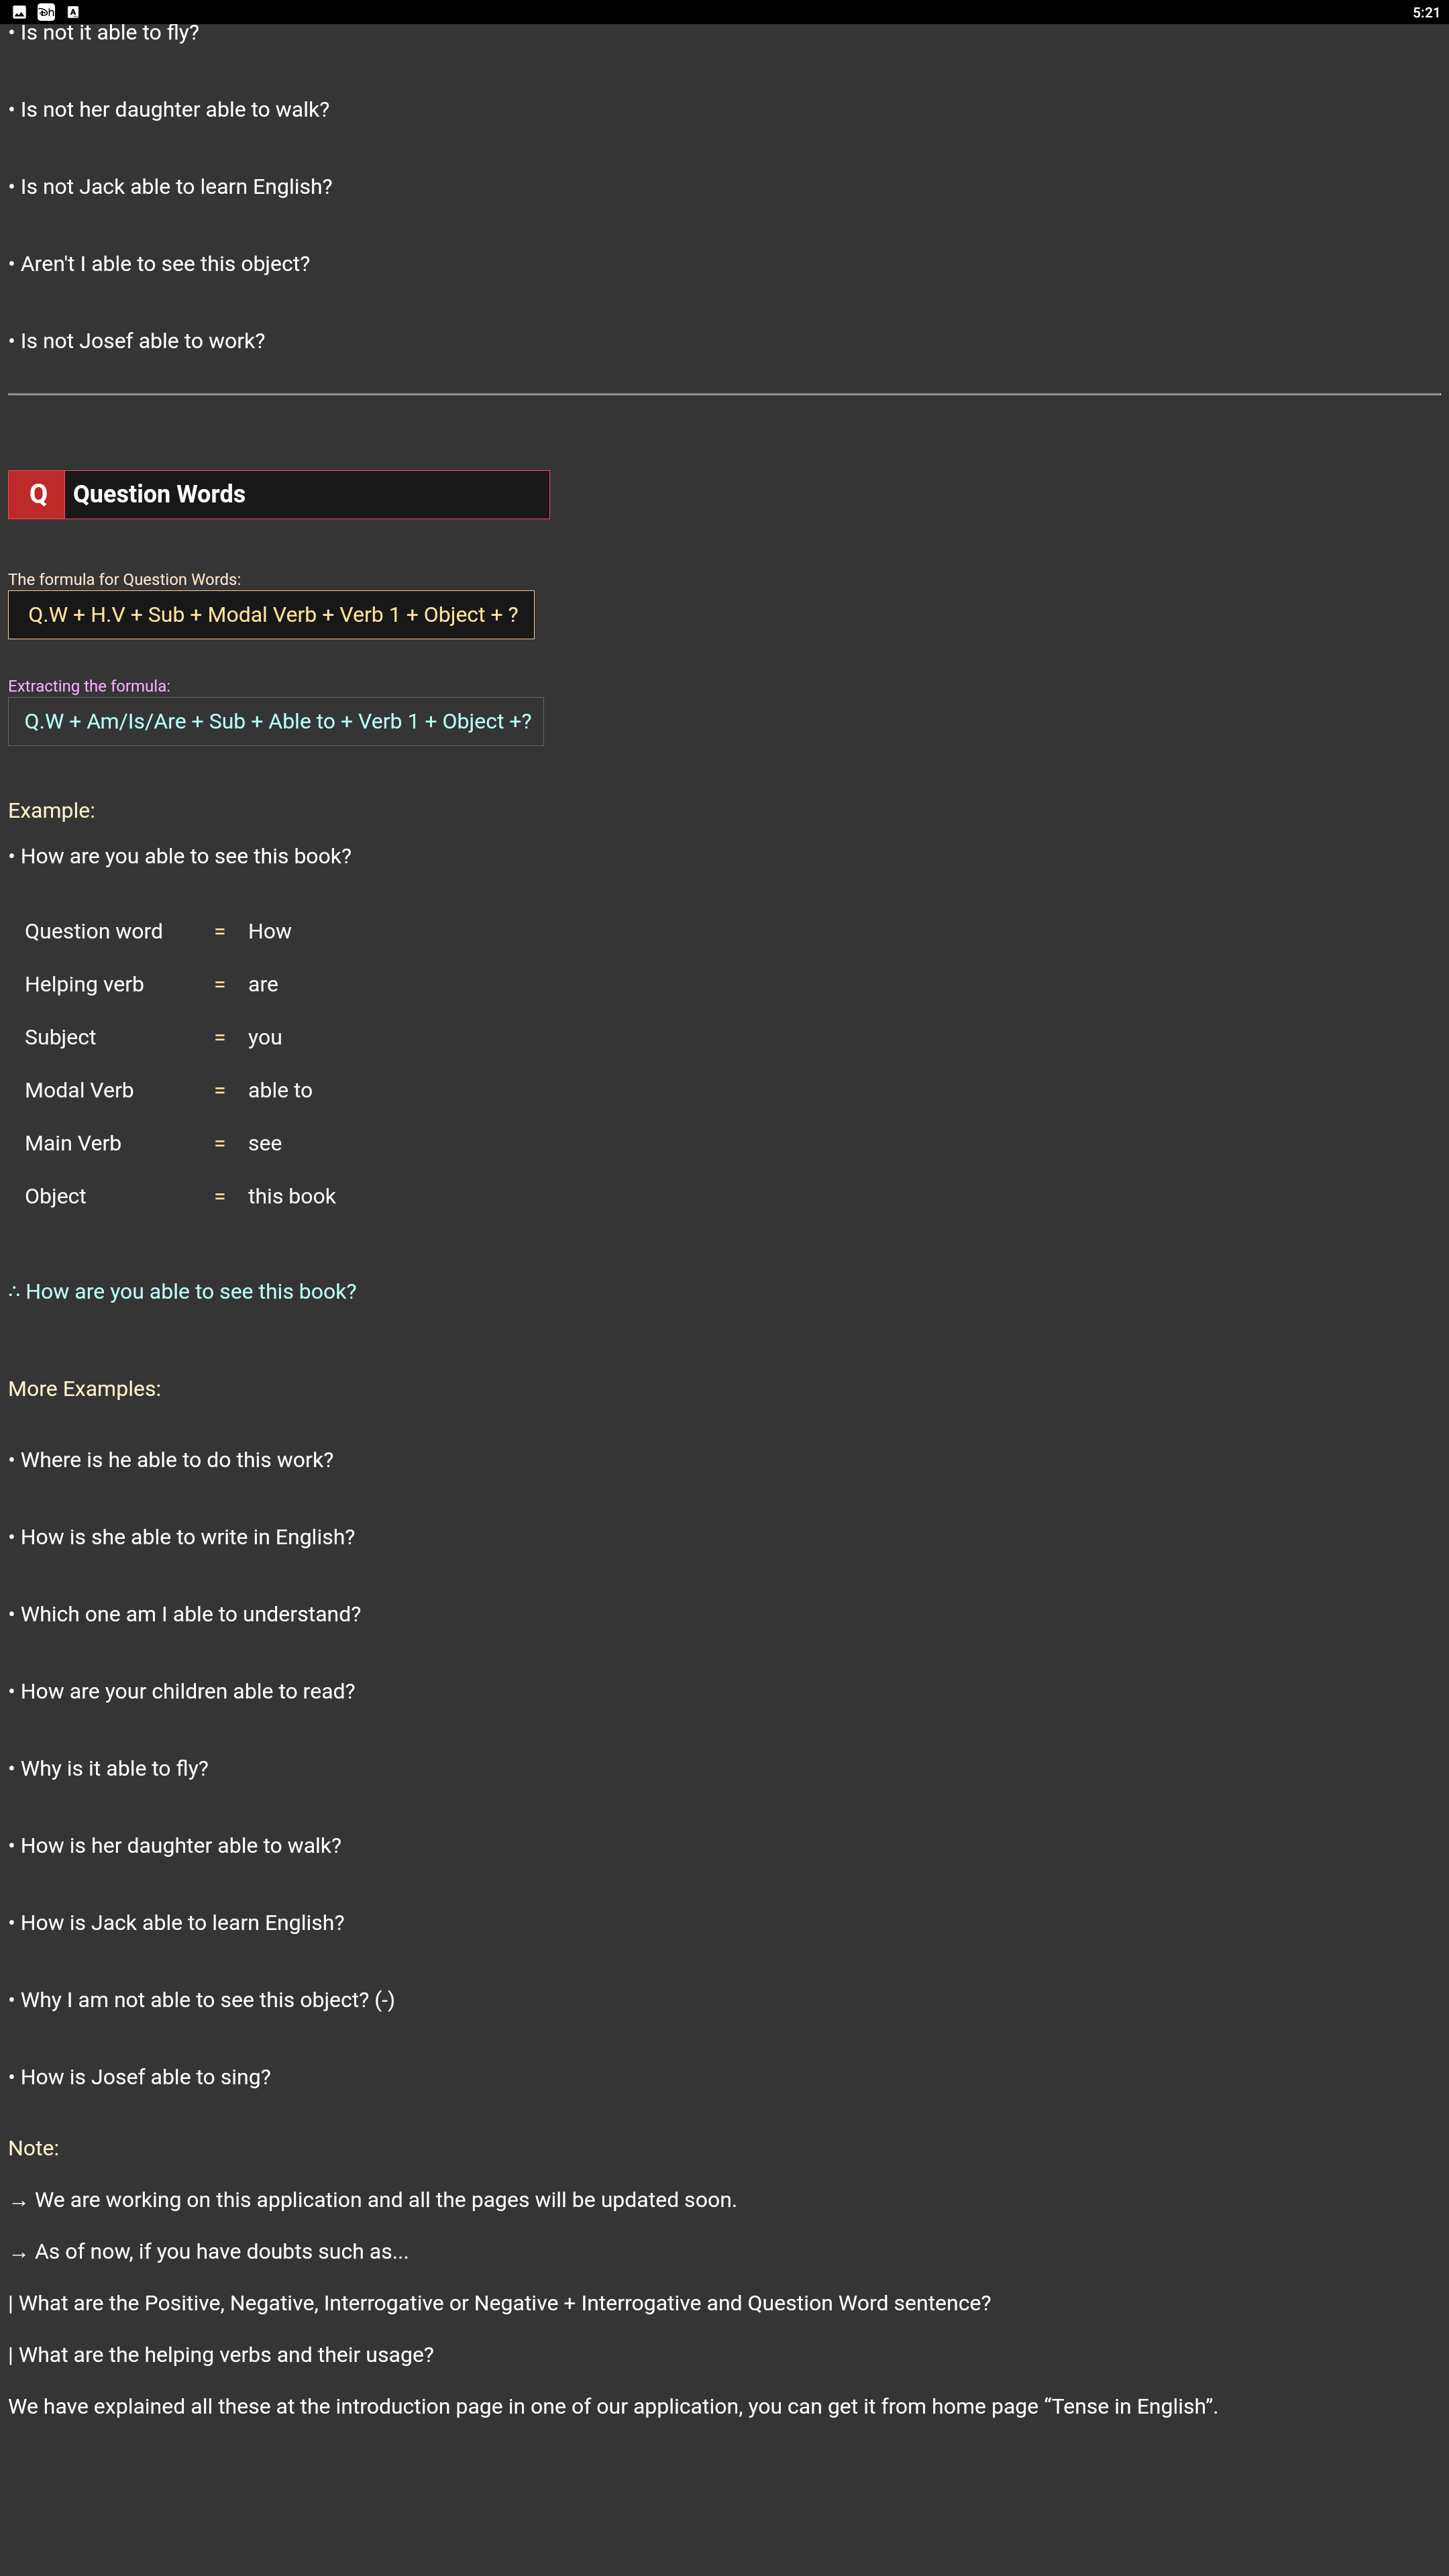 5:21
• Is not it able to fly?
• Is not her daughter able to walk?
• Is not Jack able to learn English?
• Aren't I able to see this object?
• Is not Josef able to work?
Q Question Words
The formula for Question Words:
Q.W + H.V + Sub + Modal Verb + Verb 1 + Object + ?
Extracting the formula:
Q.W + Am/Is/Are + Sub + Able to + Verb 1 + Object +?
Example:
• How are you able to see this book?
Question word = How
Helping verb = are
Subject = you
Modal Verb = able to
Main Verb = see
Object = this book
∴ How are you able to see this book?
More Examples:
• Where is he able to do this work?
• How is she able to write in English?
• Which one am I able to understand?
• How are your children able to read?
• Why is it able to fly?
• How is her daughter able to walk?
• How is Jack able to learn English?
• Why I am not able to see this object? (-)
• How is Josef able to sing?
Note:
→ We are working on this application and all the pages will be updated soon.
→ As of now, if you have doubts such as...
| What are the Positive, Negative, Interrogative or Negative + Interrogative and Question Word sentence?
| What are the helping verbs and their usage?
We have explained all these at the introduction page in one of our application, you can get it from home page “Tense in English”.